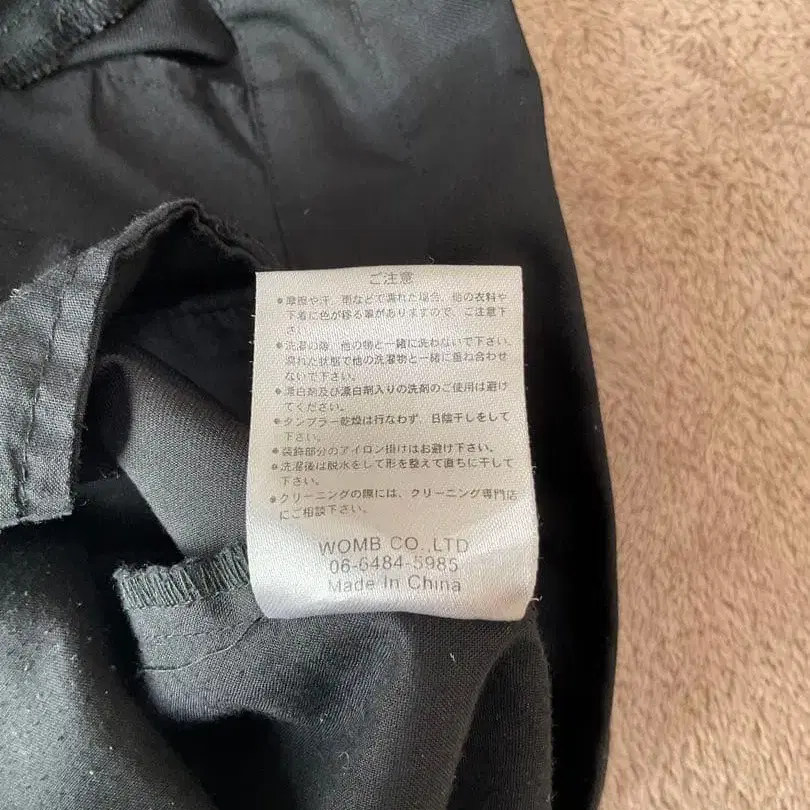 ご注意
●摩擦や汗、雨などで濡れた場合、他の衣料や
下着に色が移る事がありますので、ご注意下
さい。
●洗濯の際、他の物と一緒に洗わないで下さい。
濡れた状態で他の洗濯物と一緒に重ね合わせ
ないで下さい。
●漂白剤及び漂白剤入りの洗剤のご使用は避け
てください。
●タンブラー乾燥は行なわず、日陰干しをして
下さい。
●装飾部分のアイロン掛けはお避け下さい。
●洗濯後は脱水をして形を整えて直ちに干して
下さい。
●クリーニングの際には、クリーニング専門店
にご相談下さい。
WOMB CO.,LTD
06-6484-5985
Made In China